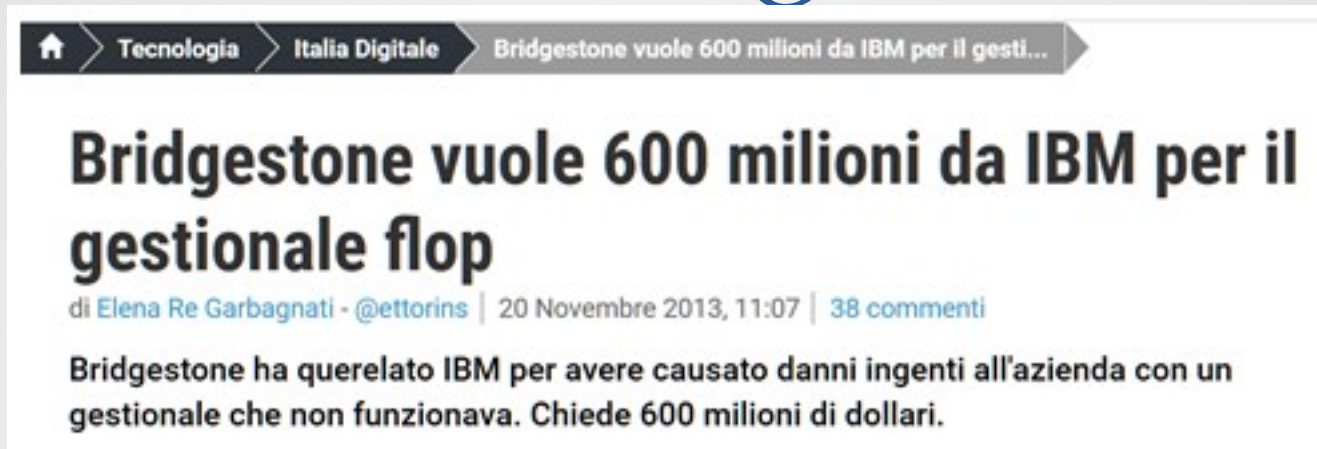 Tecnologia Italia Digitale Bridgestone vuole 600 milioni da IBM per il gesti...
Bridgestone vuole 600 milioni da IBM per il
gestionale flop
di Elena Re Garbagnati - @ettorins | 20 Novembre 2013, 11:07 | 38 commenti
Bridgestone ha querelato IBM per avere causato danni ingenti all'azienda con un
gestionale che non funzionava. Chiede 600 milioni di dollari.